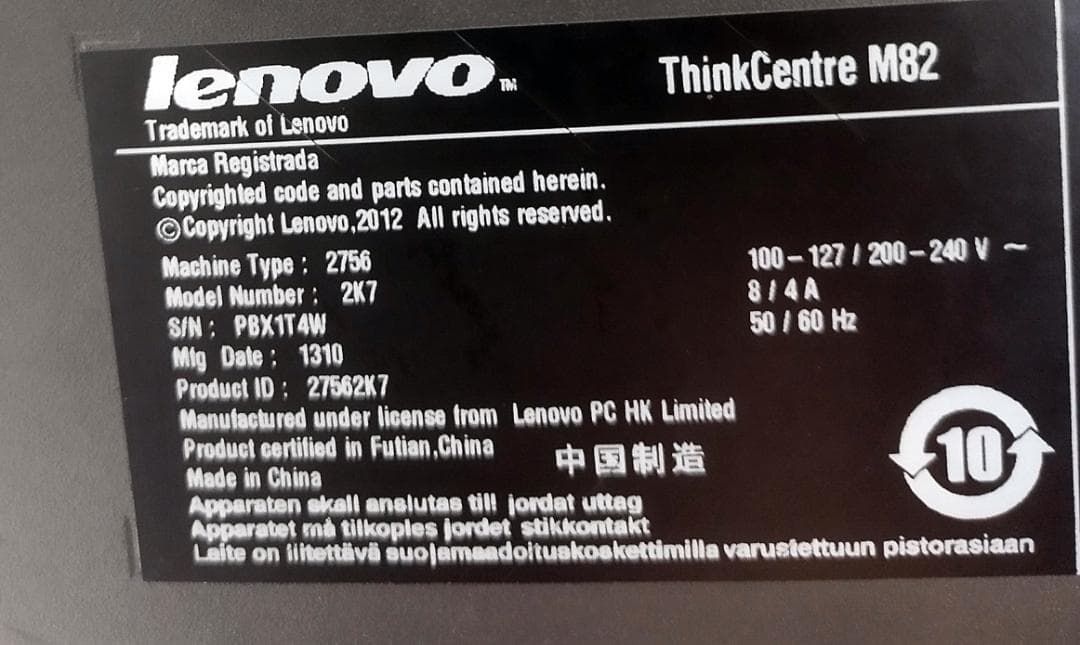 lenovo™ ThinkCentre M82
Trademark of Lenovo
Marca Registrada
Copyrighted code and parts contained herein.
©Copyright Lenovo,2012 All rights reserved.
Machine Type : 2756 100-127 / 200-240 V ~
Model Number : 2K7 8 / 4 A
S/N : PBX1T4W 50 / 60 Hz
Mfg Date : 1310
Product ID : 27562K7
Manufactured under license from Lenovo PC HK Limited
Product certified in Futian,China 中国制造
Made in China
10
Apparaten skall anslutas till jordat uttag
Apparatet må tilkoples jordet stikkontakt
Laite on liitettävä suojamaadoituskoskettimilla varustettuun pistorasiaan